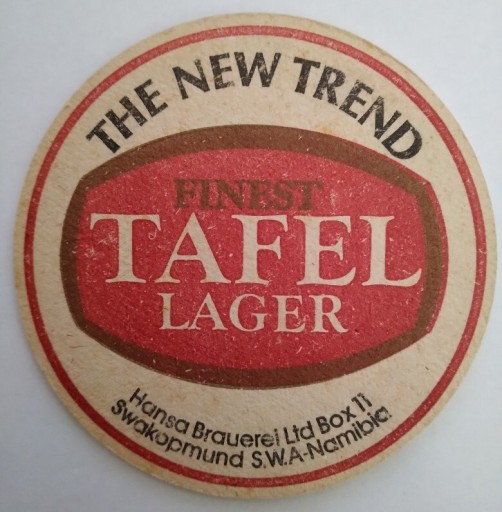 THE NEW TREND
FINEST
TAFEL
LAGER
Hansa Brauerei Ltd Box 11
Swakopmund S.W.A-Namibia